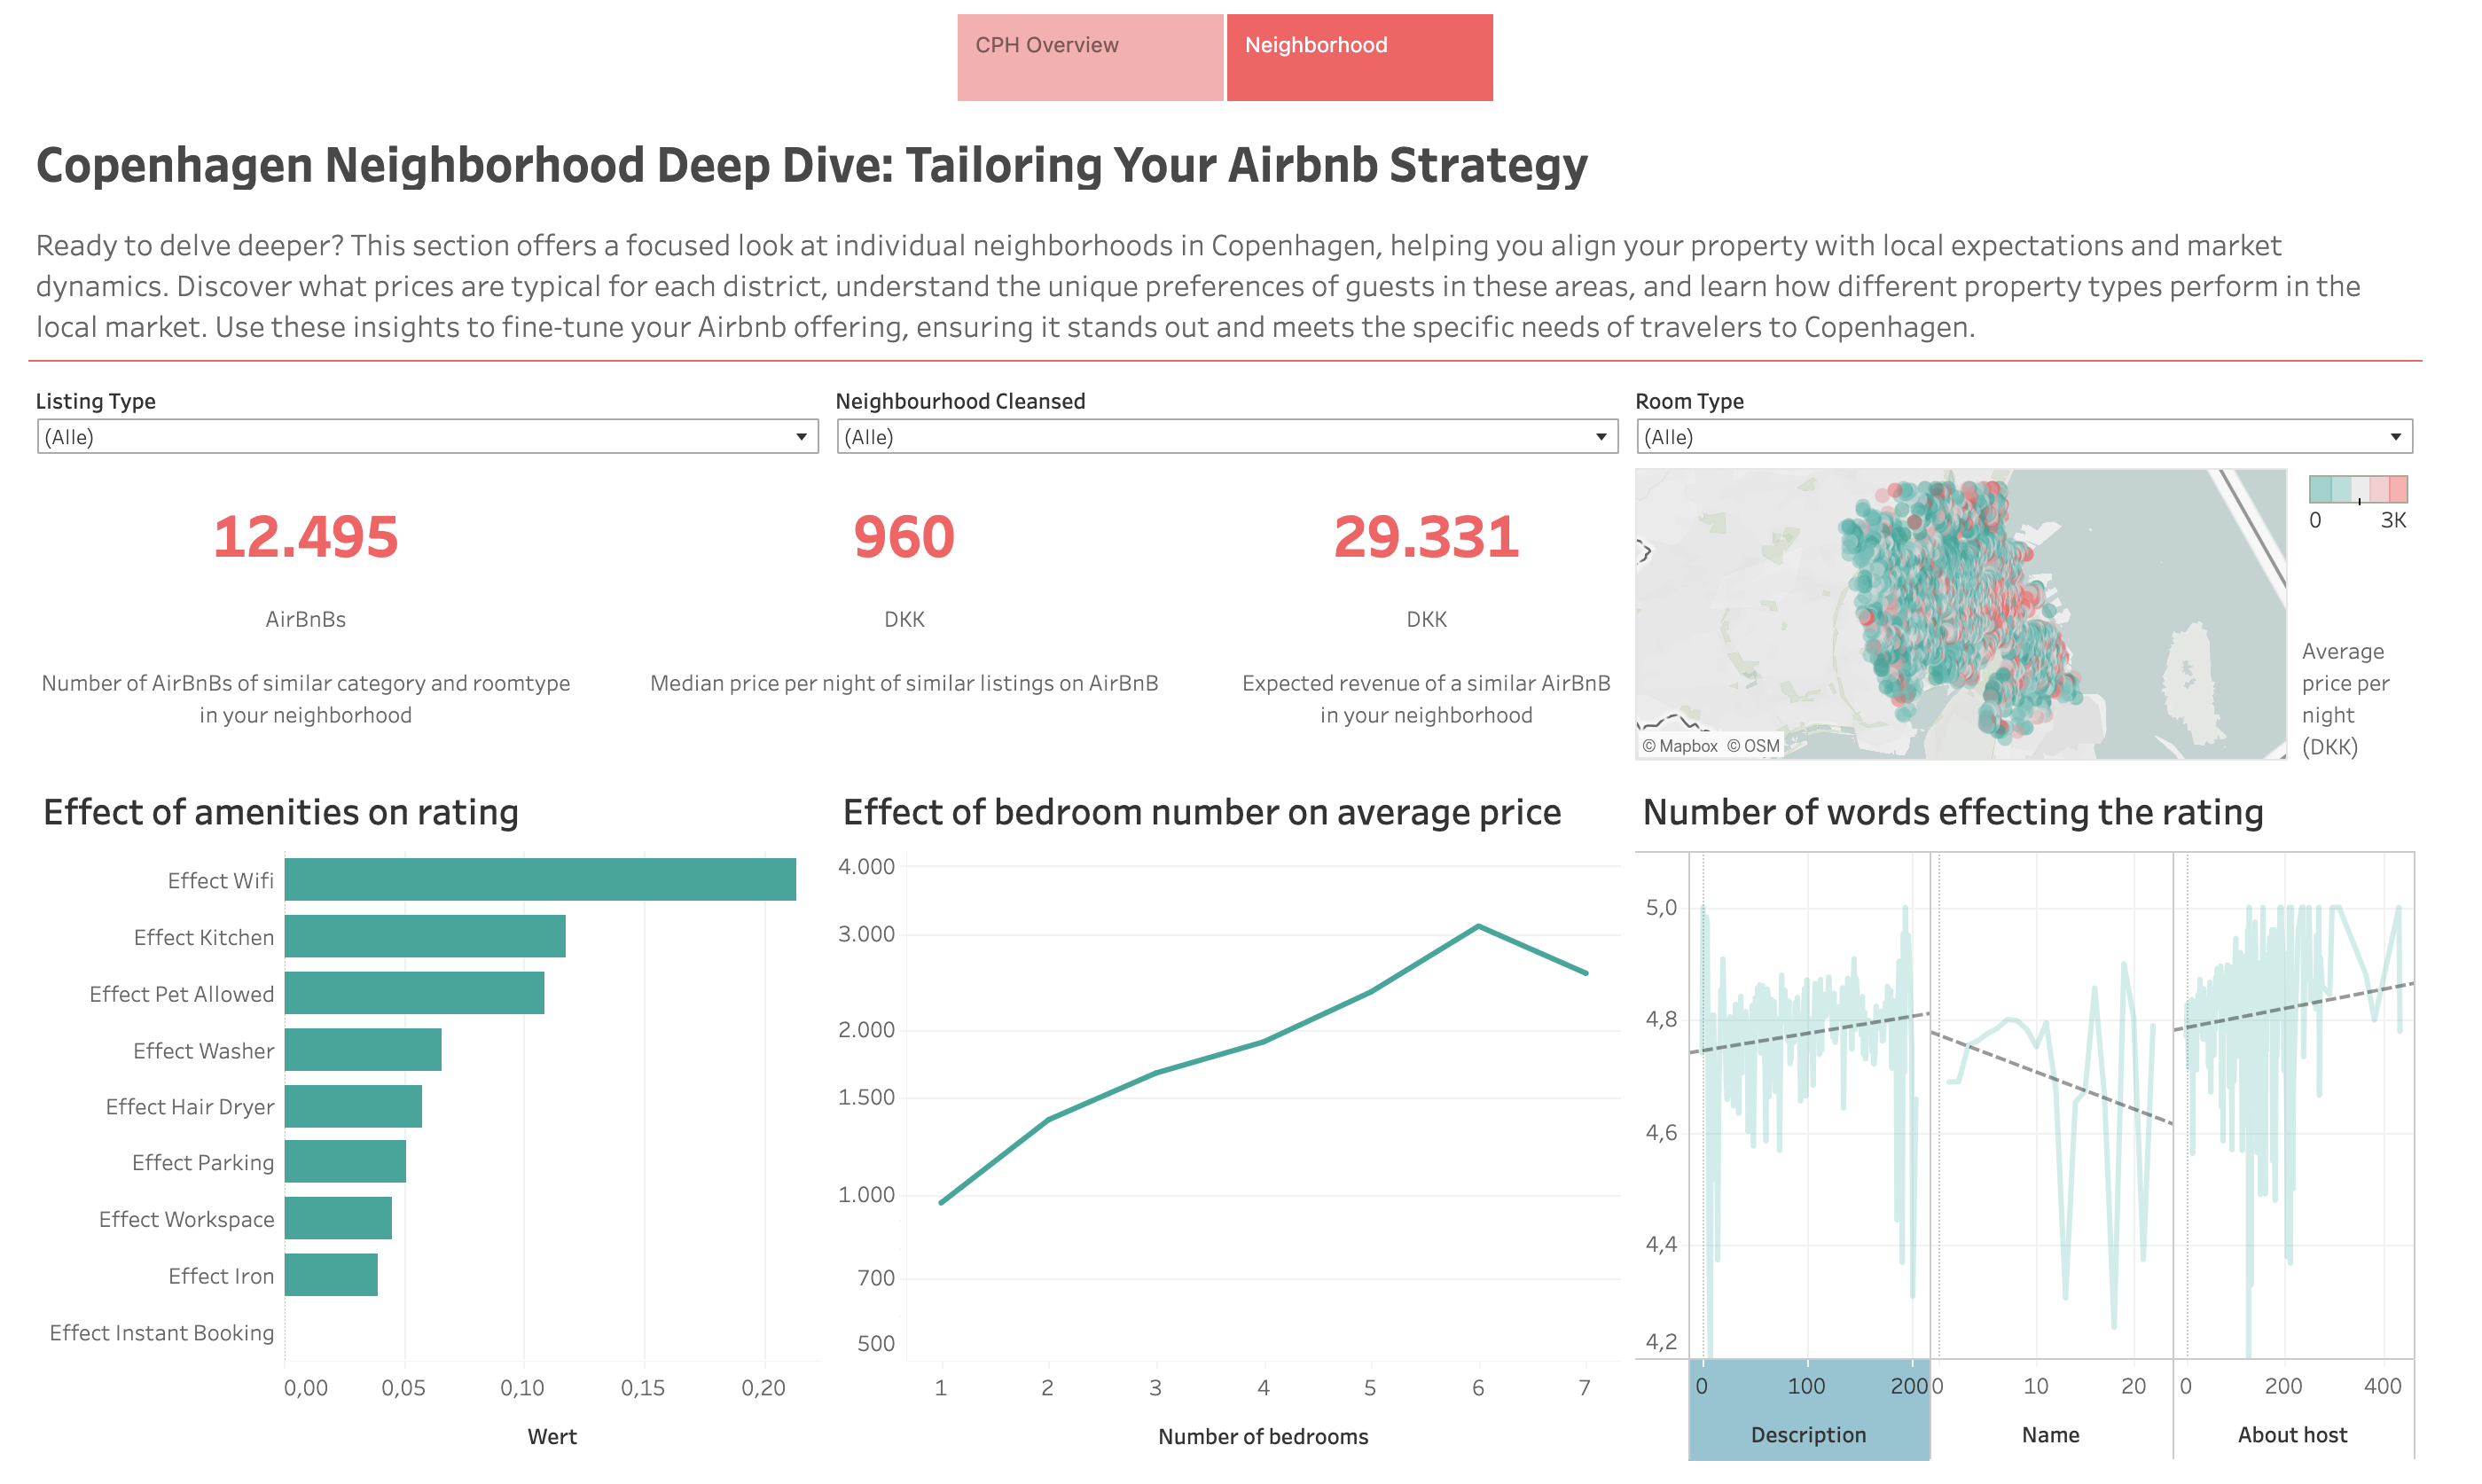 CPH Overview
Neighborhood
Copenhagen Neighborhood Deep Dive: Tailoring Your Airbnb Strategy
Ready to delve deeper? This section offers a focused look at individual neighborhoods in Copenhagen, helping you align your property with local expectations and market
dynamics. Discover what prices are typical for each district, understand the unique preferences of guests in these areas, and learn how different property types perform in the
local market. Use these insights to fine-tune your Airbnb offering, ensuring it stands out and meets the specific needs of travelers to Copenhagen.
Listing Type
(Alle)
Neighbourhood Cleansed
(Alle)
Room Type
(Alle)
12.495
AirBnBs
Number of AirBnBs of similar category and roomtype
in your neighborhood
960
DKK
Median price per night of similar listings on AirBnB
29.331
DKK
Expected revenue of a similar AirBnB
in your neighborhood
© Mapbox © OSM
0 3K
Average
price per
night
(DKK)
Effect of amenities on rating
Effect Wifi
Effect Kitchen
Effect Pet Allowed
Effect Washer
Effect Hair Dryer
Effect Parking
Effect Workspace
Effect Iron
Effect Instant Booking
0,00 0,05 0,10 0,15 0,20
Wert
Effect of bedroom number on average price
4.000
3.000
2.000
1.500
1.000
700
500
1 2 3 4 5 6 7
Number of bedrooms
Number of words effecting the rating
5,0
4,8
4,6
4,4
4,2
0 100 200
Description
0 10 20
Name
0 200 400
About host